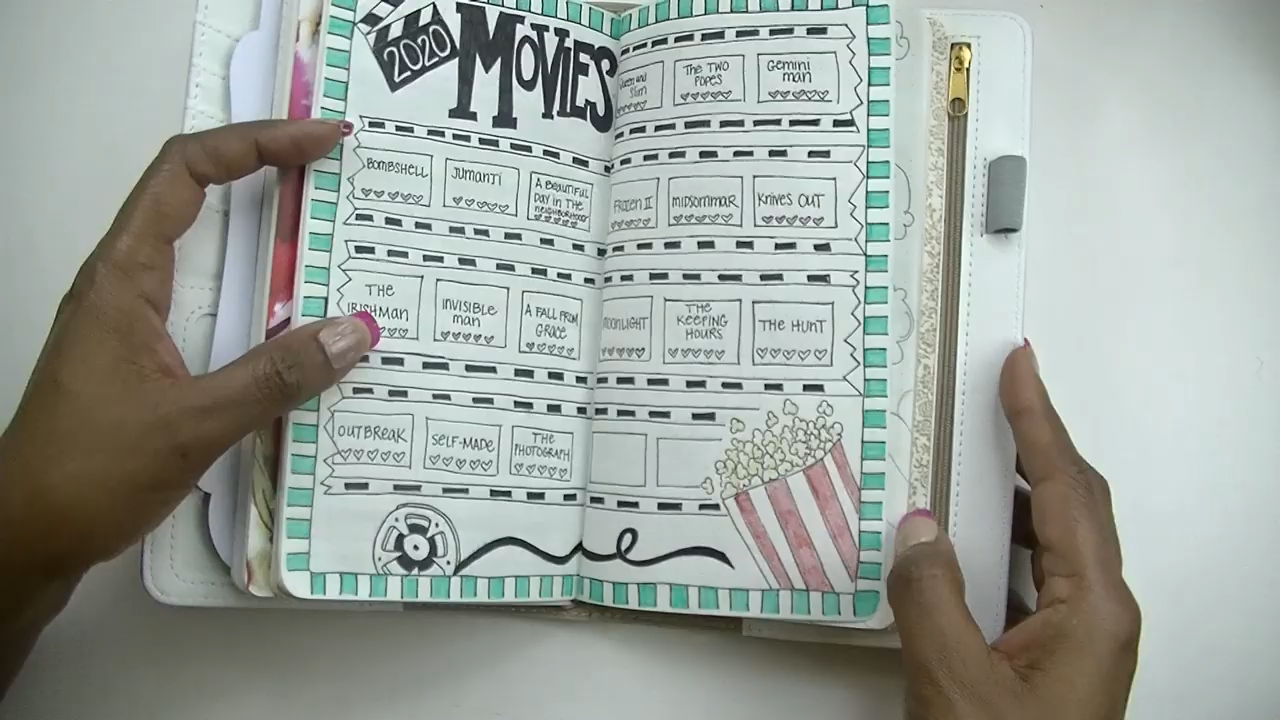 2020
MOVIES
BOMBSHELL
JUMANJI
A BEAUTIFUL
DAY IN THE
NEIGHBORHOOD
THE
IRISHMAN
INVISIBLE
MAN
A FALL FROM
GRACE
OUTBREAK
SELF-MADE
THE
PHOTOGRAPH
Queen and
Slim
THE TWO
POPES
GEMINI
MAN
FROZEN II
MIDSOMMAR
KNIVES OUT
MOONLIGHT
THE
KEEPING
HOURS
THE HUNT